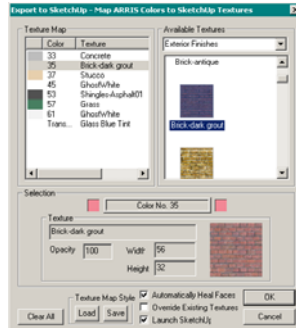 Export to SketchUp - Map ARRIS Colors to SketchUp Textures
Texture Map
Color Texture
33 Concrete
35 Brick-dark grout
37 Stucco
45 GhostWhite
53 Shingles-Asphalt01
57 Grass
61 GhostWhite
Trans... Glass Blue Tint
Available Textures
Exterior Finishes
Brick-antique
Brick-dark grout
Selection
Color No. 35
Texture
Brick-dark grout
Opacity 100 Width 56
Height 32
Clear All
Texture Map Style
Load Save
Automatically Heal Faces
Override Existing Textures
Launch SketchUp
OK
Cancel